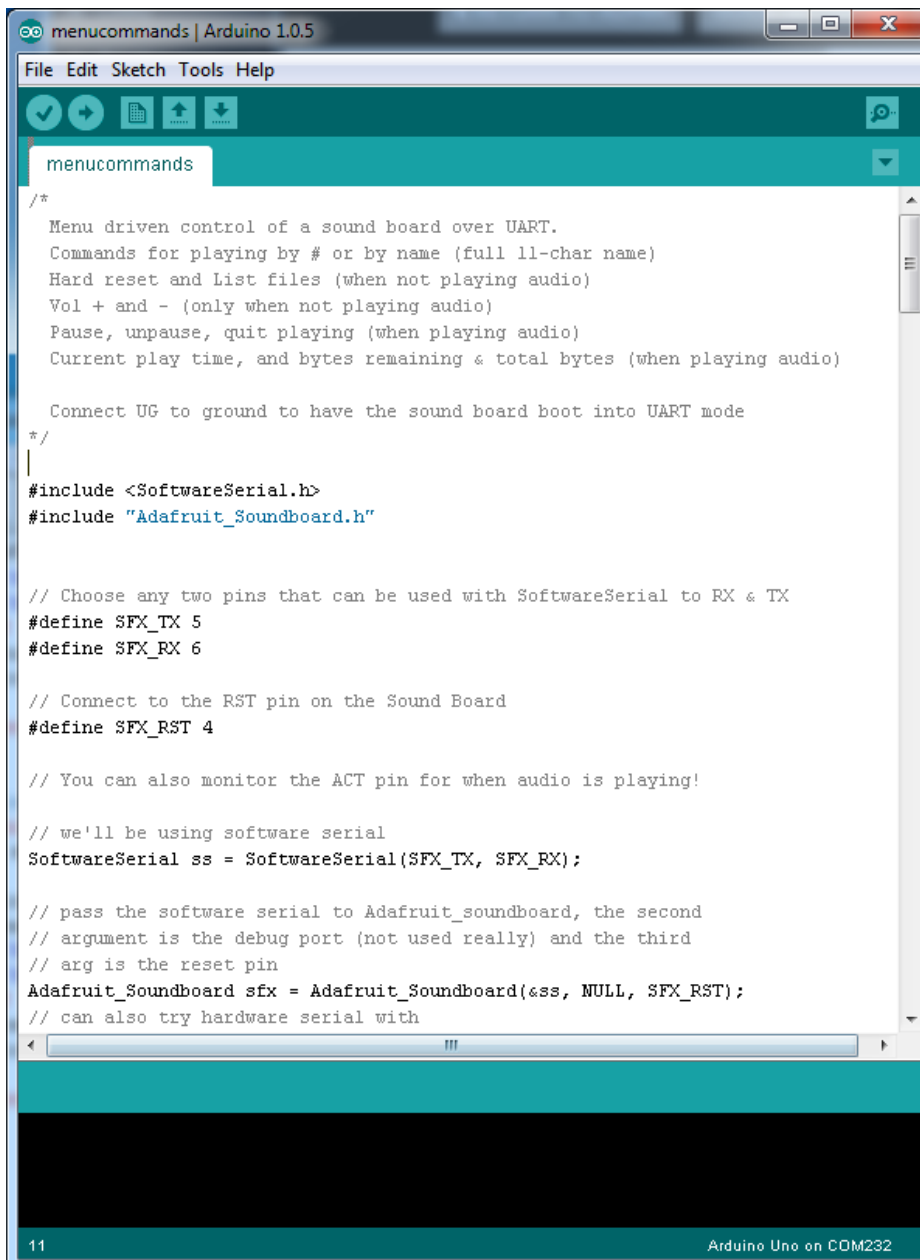 menucommands | Arduino 1.0.5
File Edit Sketch Tools Help
menucommands
/*
Menu driven control of a sound board over UART.
Commands for playing by # or by name (full 11-char name)
Hard reset and List files (when not playing audio)
Vol + and - (only when not playing audio)
Pause, unpause, quit playing (when playing audio)
Current play time, and bytes remaining & total bytes (when playing audio)
Connect UG to ground to have the sound board boot into UART mode
*/
#include <SoftwareSerial.h>
#include "Adafruit_Soundboard.h"
// Choose any two pins that can be used with SoftwareSerial to RX & TX
#define SFX_TX 5
#define SFX_RX 6
// Connect to the RST pin on the Sound Board
#define SFX_RST 4
// You can also monitor the ACT pin for when audio is playing!
// we'll be using software serial
SoftwareSerial ss = SoftwareSerial(SFX_TX, SFX_RX);
// pass the software serial to Adafruit_soundboard, the second
// argument is the debug port (not used really) and the third
// arg is the reset pin
Adafruit_Soundboard sfx = Adafruit_Soundboard(&ss, NULL, SFX_RST);
// can also try hardware serial with
11 Arduino Uno on COM232